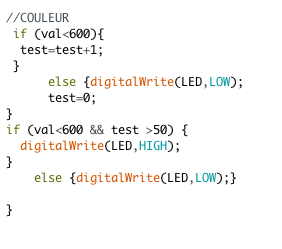 //COULEUR
if (val<600){
test=test+1;
}
else {digitalWrite(LED,LOW);
test=0;
}
if (val<600 && test >50) {
digitalWrite(LED,HIGH);
}
else {digitalWrite(LED,LOW);}
}